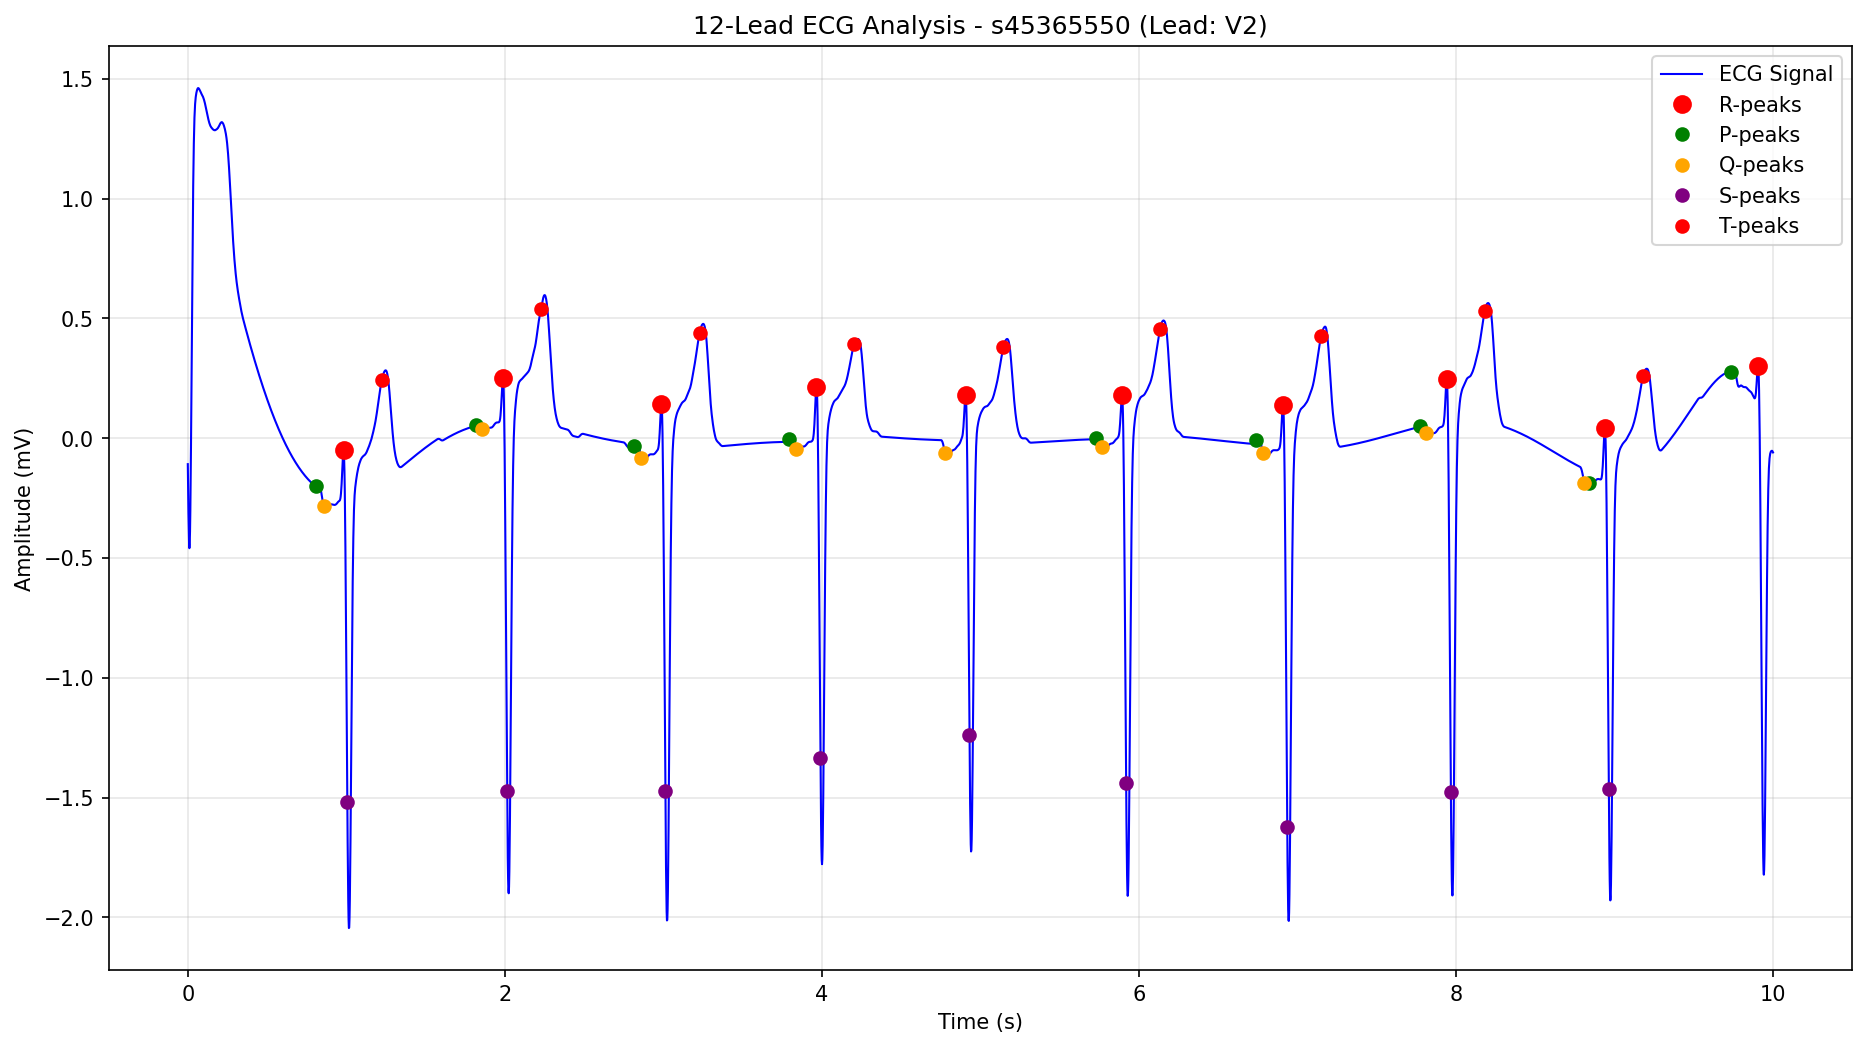 12-Lead ECG Analysis - s45365550 (Lead: V2)
ECG Signal
R-peaks
P-peaks
Q-peaks
S-peaks
T-peaks
1.5
1.0
0.5
0.0
−0.5
−1.0
−1.5
−2.0
Amplitude (mV)
0 2 4 6 8 10
Time (s)